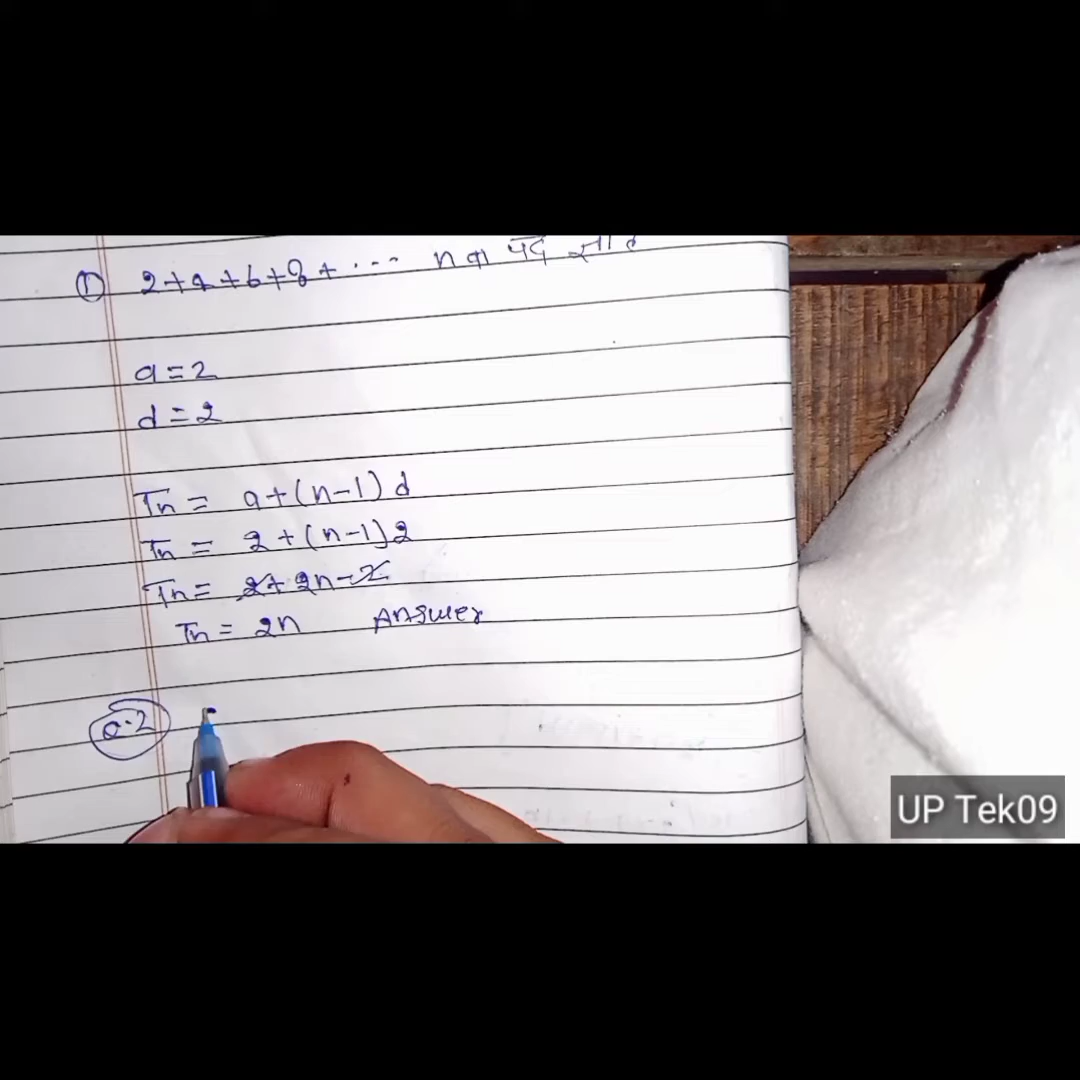 ① 2+4+6+8+ ... n वा पद ज्ञात
a = 2
d = 2
Tn = a+(n-1) d
Tn = 2+(n-1)2
Tn = 2+2n-2
Tn = 2n Answer
Q.2
UP Tek09